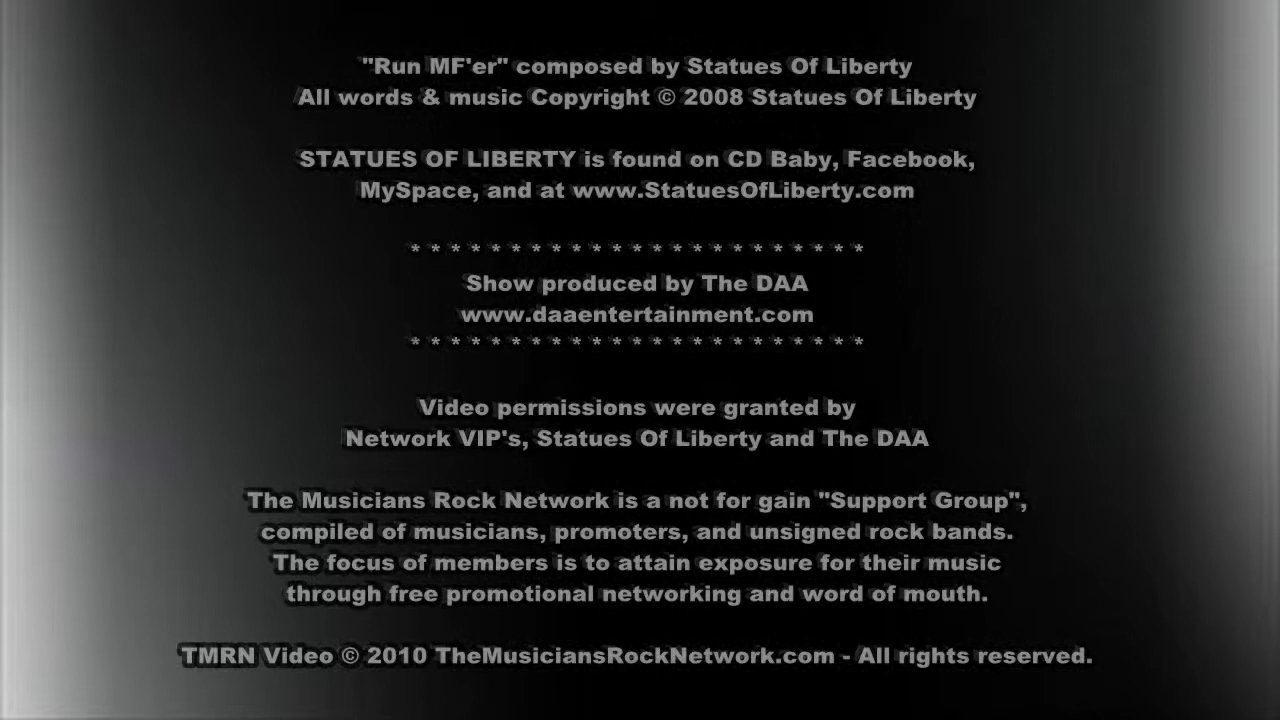 "Run MF'er" composed by Statues Of Liberty
All words & music Copyright © 2008 Statues Of Liberty
STATUES OF LIBERTY is found on CD Baby, Facebook,
MySpace, and at www.StatuesOfLiberty.com
* * * * * * * * * * * * * * * * * * * * * * *
Show produced by The DAA
www.daaentertainment.com
* * * * * * * * * * * * * * * * * * * * * * *
Video permissions were granted by
Network VIP's, Statues Of Liberty and The DAA
The Musicians Rock Network is a not for gain "Support Group",
compiled of musicians, promoters, and unsigned rock bands.
The focus of members is to attain exposure for their music
through free promotional networking and word of mouth.
TMRN Video © 2010 TheMusiciansRockNetwork.com - All rights reserved.